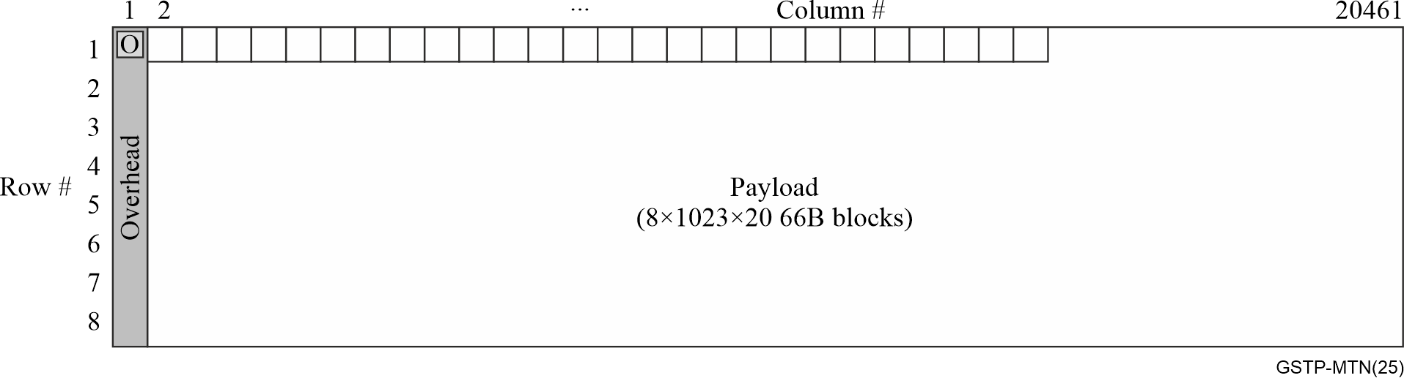 1 2 ... Column # 20461
1 O
2
3
4
Row #
5
6
7
8
Overhead
Payload
(8×1023×20 66B blocks)
GSTP-MTN(25)